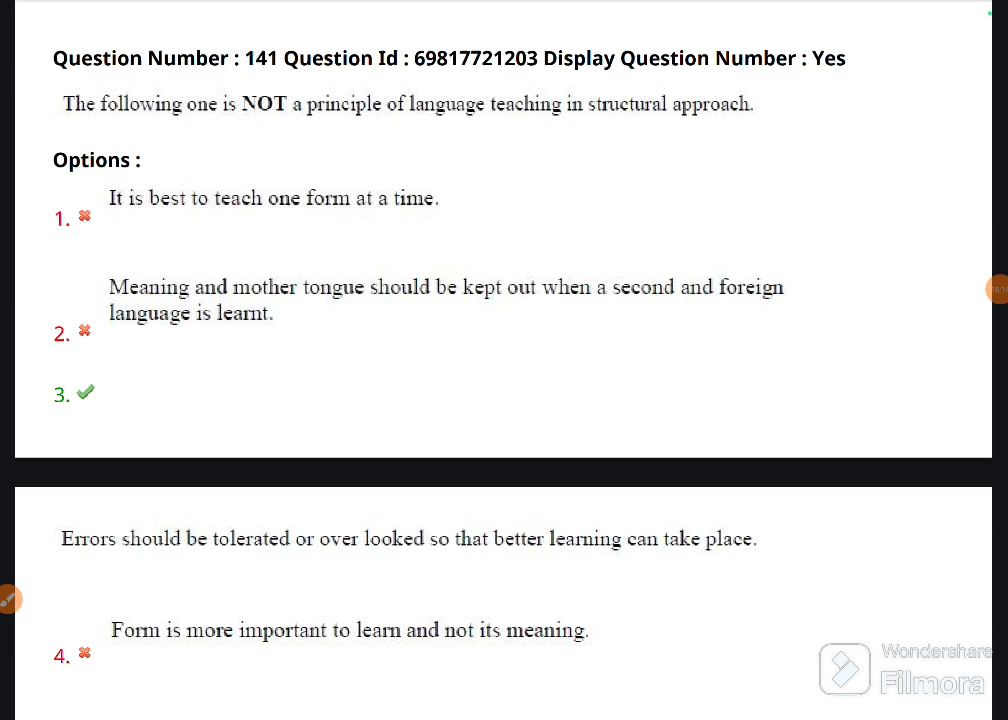 Question Number : 141 Question Id : 69817721203 Display Question Number : Yes
The following one is NOT a principle of language teaching in structural approach.
Options :
It is best to teach one form at a time.
1.
Meaning and mother tongue should be kept out when a second and foreign
language is learnt.
2.
3.
Errors should be tolerated or over looked so that better learning can take place.
Form is more important to learn and not its meaning.
4.
Wondershare
Filmora